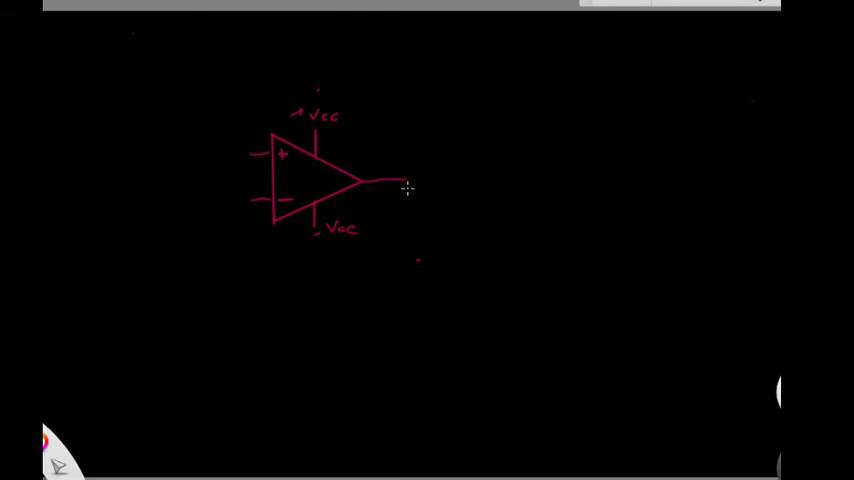 + Vcc
+
-
- Vcc